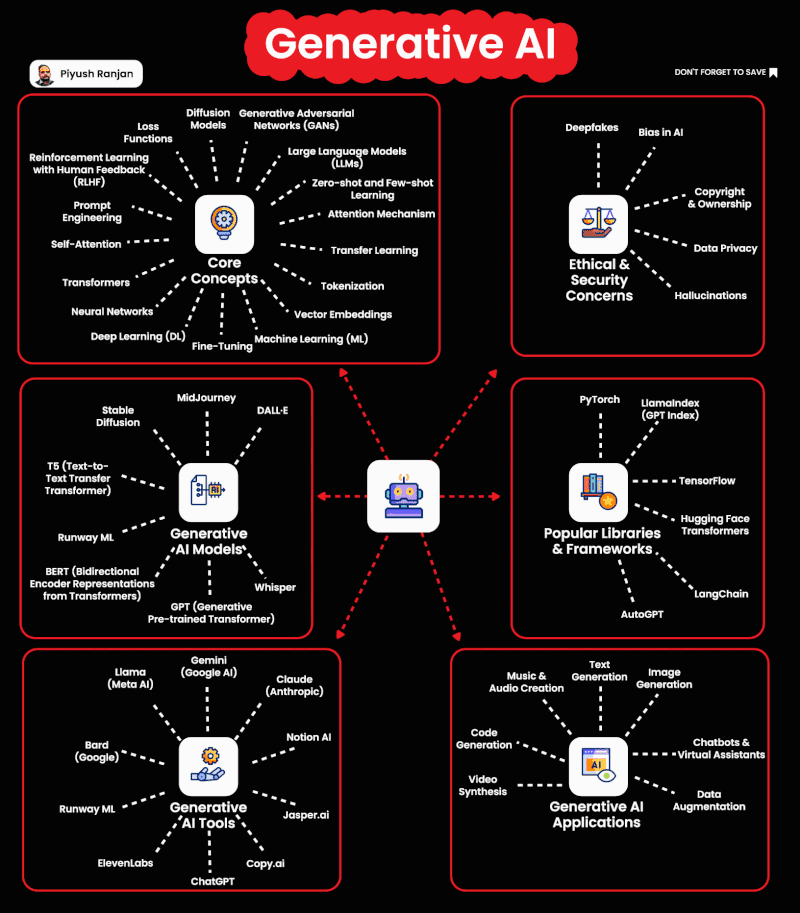 Generative AI
Piyush Ranjan
DON'T FORGET TO SAVE
Loss
Functions
Diffusion
Models
Generative Adversarial
Networks (GANs)
Large Language Models
(LLMs)
Reinforcement Learning
with Human Feedback
(RLHF)
Zero-shot and Few-shot
Learning
Prompt
Engineering
Attention Mechanism
Self-Attention
Transfer Learning
Core
Concepts
Transformers
Tokenization
Neural Networks
Vector Embeddings
Deep Learning (DL)
Fine-Tuning
Machine Learning (ML)
Deepfakes
Bias in AI
Copyright
& Ownership
Data Privacy
Ethical &
Security
Concerns
Hallucinations
MidJourney
Stable
Diffusion
DALL·E
T5 (Text-to-
Text Transfer
Transformer)
Runway ML
Generative
AI Models
BERT (Bidirectional
Encoder Representations
from Transformers)
Whisper
GPT (Generative
Pre-trained Transformer)
PyTorch
LlamaIndex
(GPT Index)
TensorFlow
Hugging Face
Transformers
Popular Libraries
& Frameworks
LangChain
AutoGPT
Llama
(Meta AI)
Gemini
(Google AI)
Claude
(Anthropic)
Notion AI
Bard
(Google)
Runway ML
Generative
AI Tools
Jasper.ai
ElevenLabs
Copy.ai
ChatGPT
Music &
Audio Creation
Text
Generation
Image
Generation
Code
Generation
AI
Chatbots &
Virtual Assistants
Video
Synthesis
Data
Augmentation
Generative AI
Applications
AI